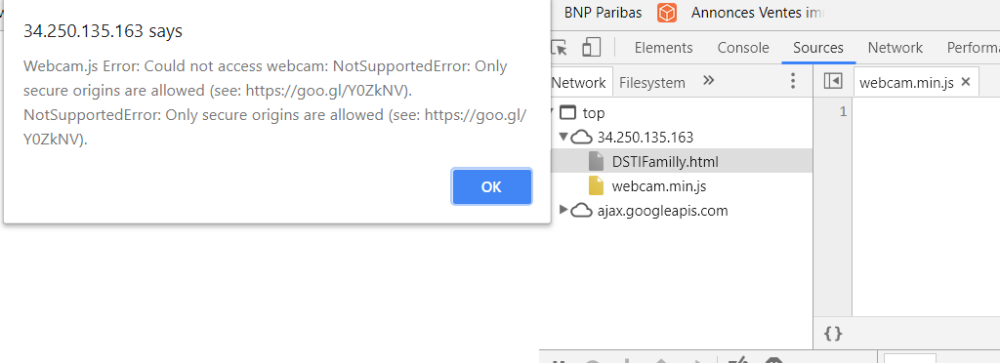 BNP Paribas Annonces Ventes imm
34.250.135.163 says
Webcam.js Error: Could not access webcam: NotSupportedError: Only
secure origins are allowed (see: https://goo.gl/Y0ZkNV).
NotSupportedError: Only secure origins are allowed (see: https://goo.gl/
Y0ZkNV).
OK
Elements Console Sources Network Performa
Network Filesystem »
webcam.min.js ×
top
34.250.135.163
DSTIFamilly.html
webcam.min.js
ajax.googleapis.com
1
{}